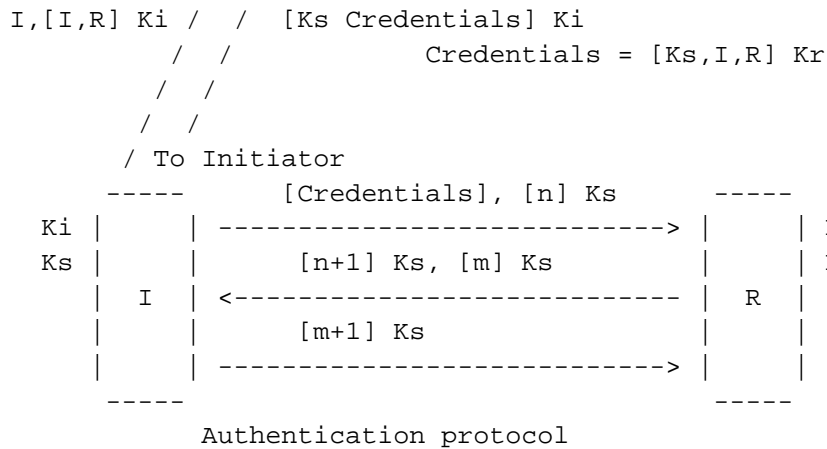 I,[I,R] Ki / / [Ks Credentials] Ki
/ / Credentials = [Ks,I,R] Kr
/ /
/ /
/ To Initiator
----- [Credentials], [n] Ks -----
Ki | | ----------------------------> | |
Ks | | [n+1] Ks, [m] Ks | |
| I | <---------------------------- | R |
| | [m+1] Ks | |
| | ----------------------------> | |
----- -----
Authentication protocol